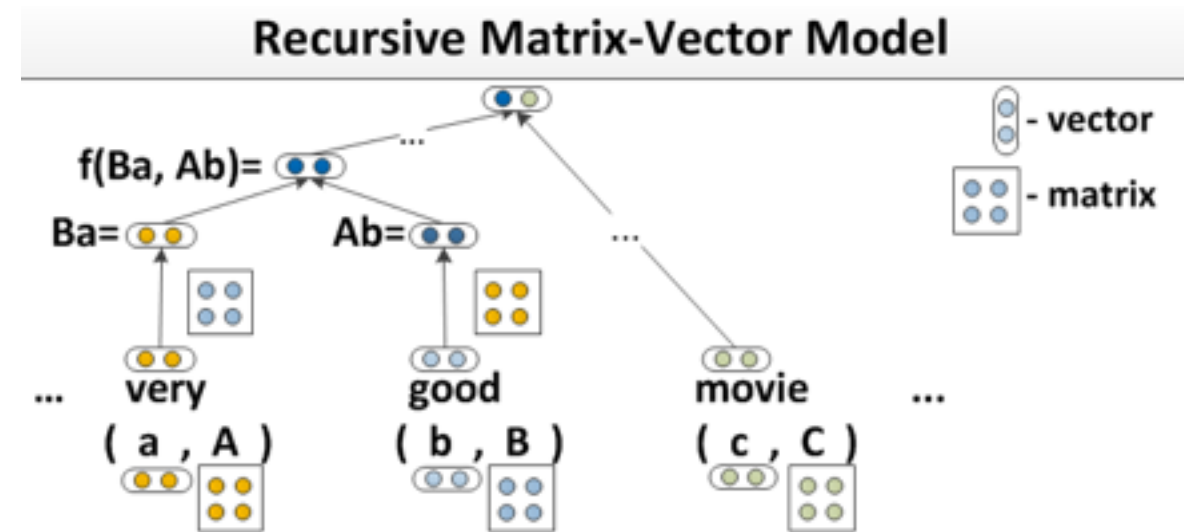 Recursive Matrix-Vector Model
- vector
...
f(Ba, Ab)=
- matrix
Ba=
Ab=
...
... very good movie ...
( a , A ) ( b , B ) ( c , C )